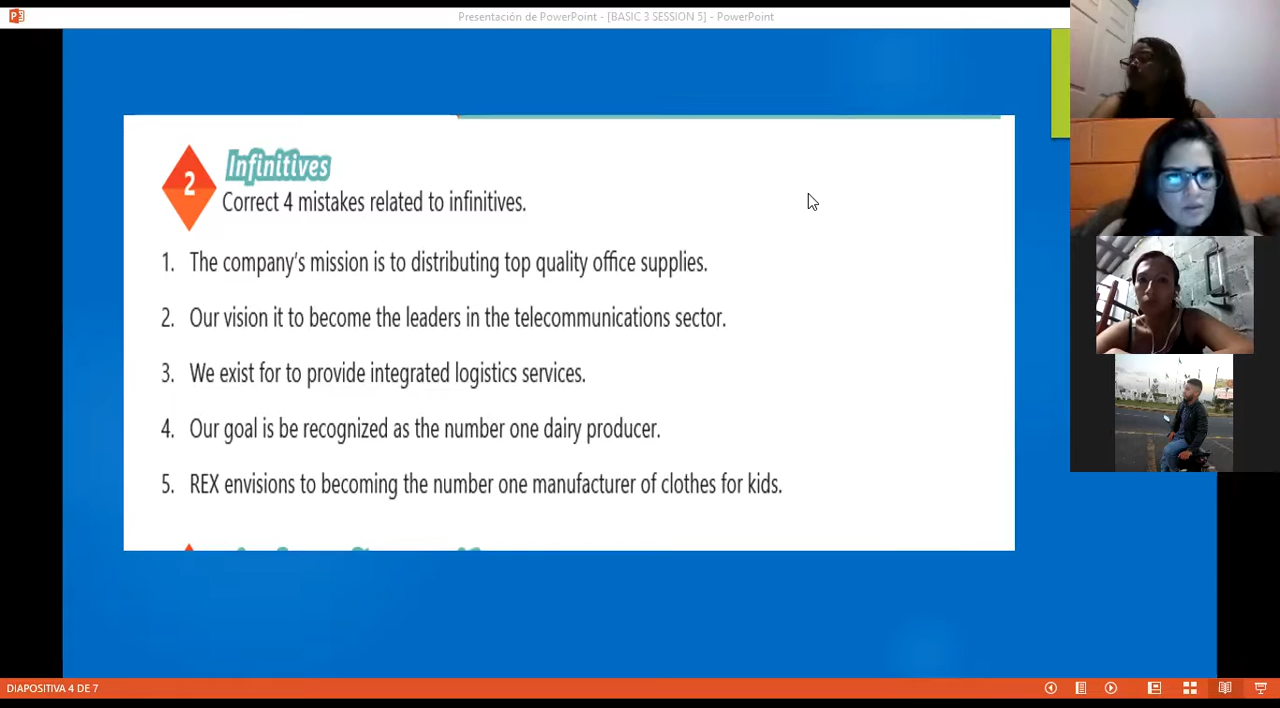 Presentación de PowerPoint - [BASIC 3 SESSION 5] - PowerPoint
2
Infinitives
Correct 4 mistakes related to infinitives.
1. The company's mission is to distributing top quality office supplies.
2. Our vision it to become the leaders in the telecommunications sector.
3. We exist for to provide integrated logistics services.
4. Our goal is be recognized as the number one dairy producer.
5. REX envisions to becoming the number one manufacturer of clothes for kids.
DIAPOSITIVA 4 DE 7